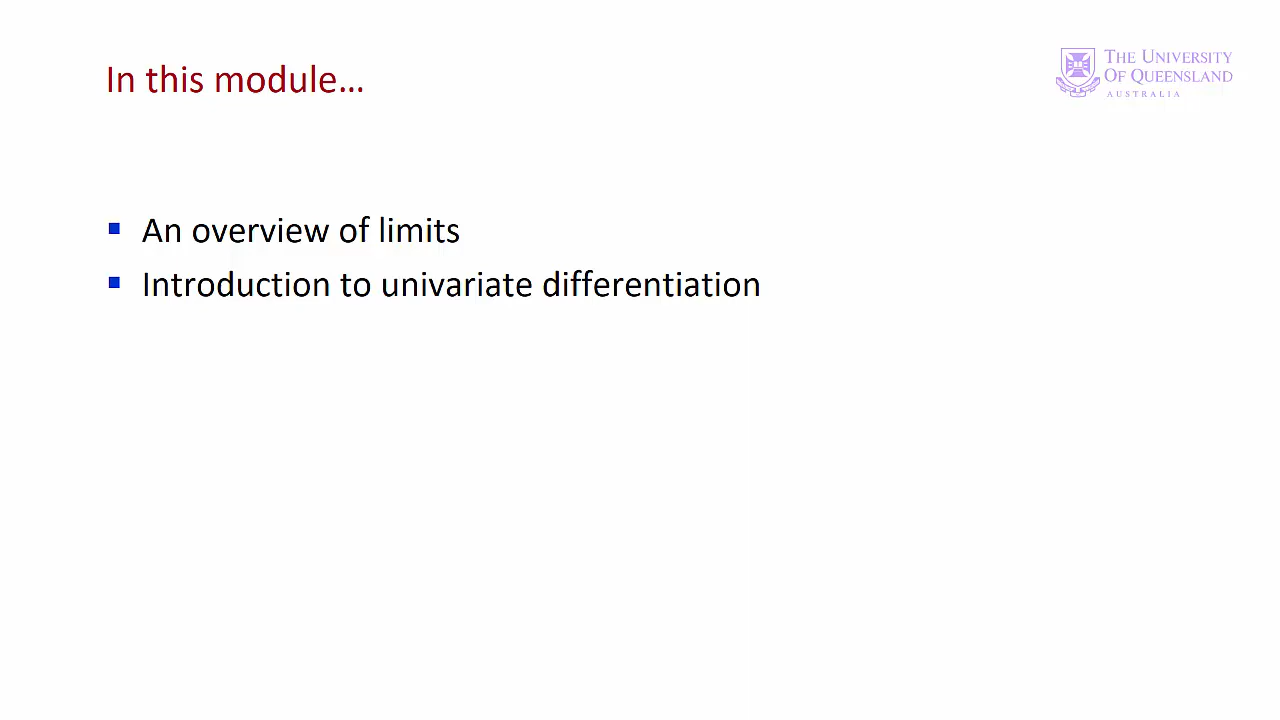 In this module…
THE UNIVERSITY
OF QUEENSLAND
AUSTRALIA
An overview of limits
Introduction to univariate differentiation